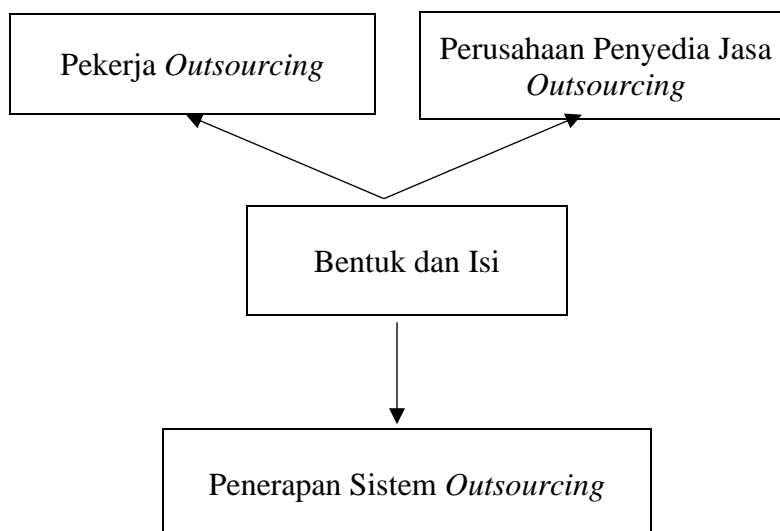 Pekerja Outsourcing
Perusahaan Penyedia Jasa
Outsourcing
Bentuk dan Isi
Penerapan Sistem Outsourcing